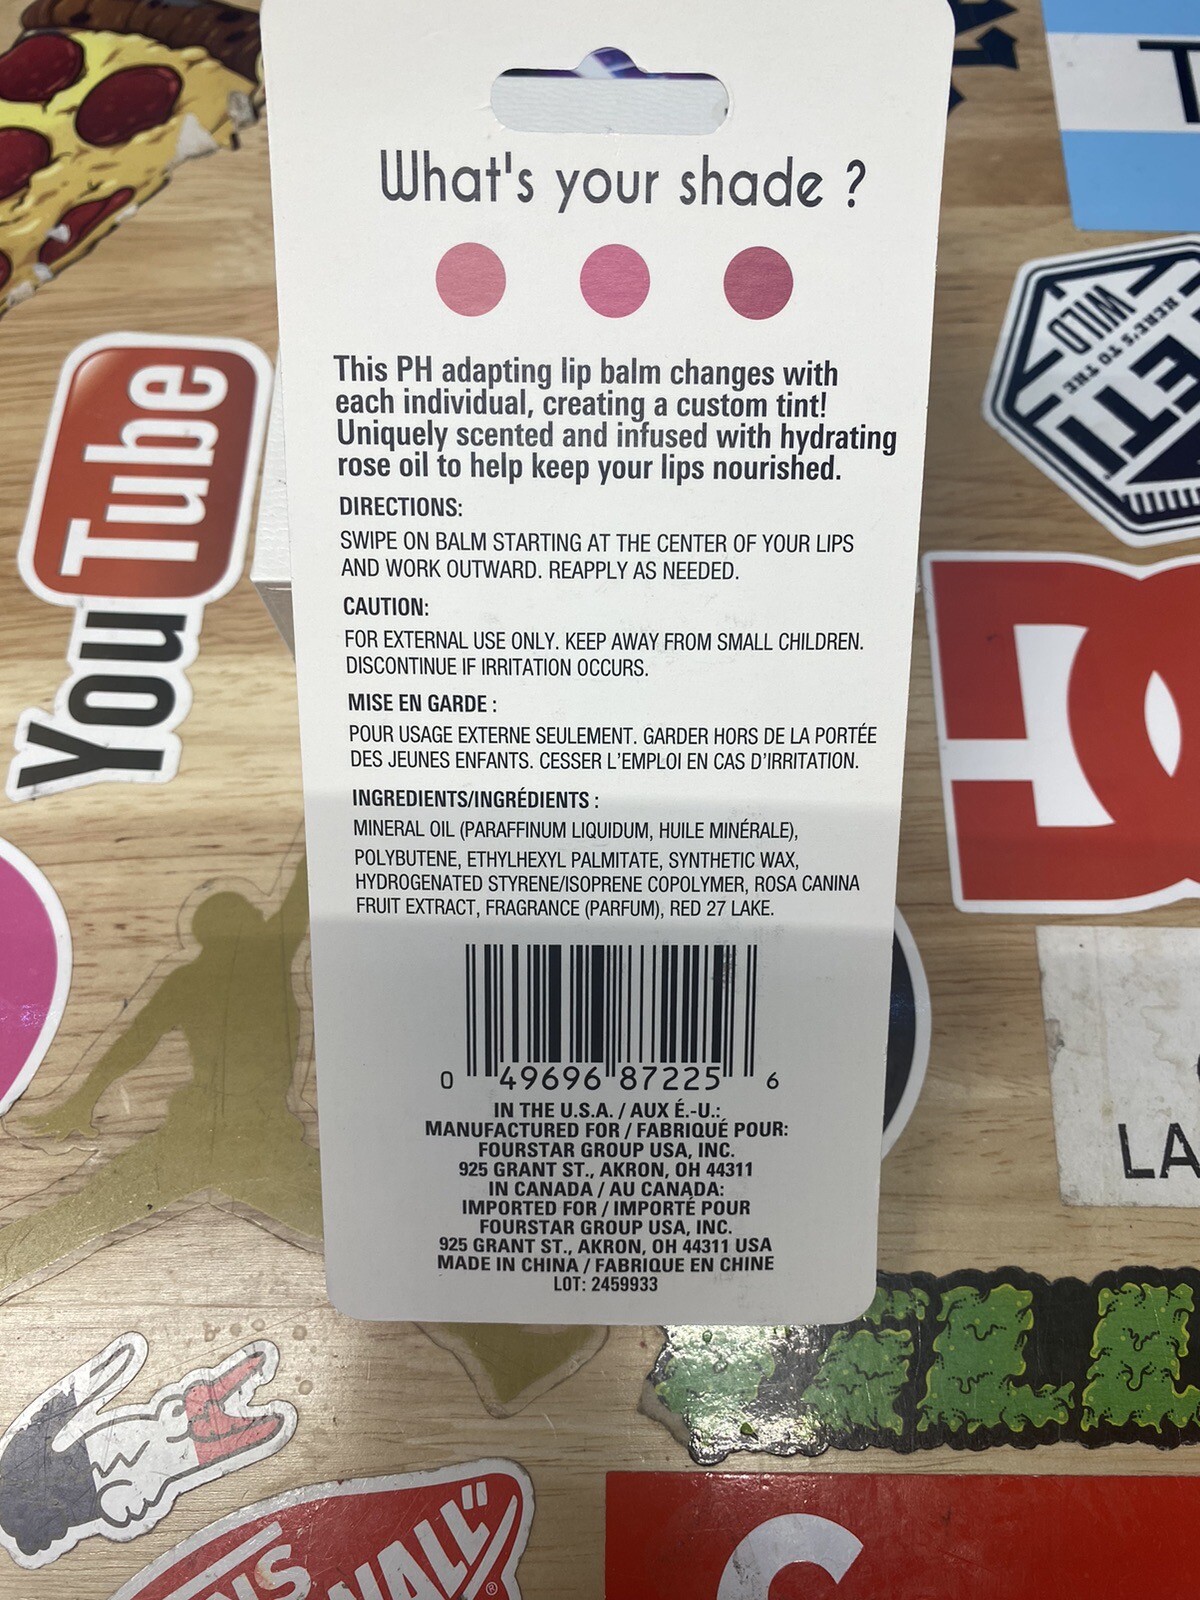 What's your shade ?
This PH adapting lip balm changes with
each individual, creating a custom tint!
Uniquely scented and infused with hydrating
rose oil to help keep your lips nourished.
DIRECTIONS:
SWIPE ON BALM STARTING AT THE CENTER OF YOUR LIPS
AND WORK OUTWARD. REAPPLY AS NEEDED.
CAUTION:
FOR EXTERNAL USE ONLY. KEEP AWAY FROM SMALL CHILDREN.
DISCONTINUE IF IRRITATION OCCURS.
MISE EN GARDE :
POUR USAGE EXTERNE SEULEMENT. GARDER HORS DE LA PORTÉE
DES JEUNES ENFANTS. CESSER L'EMPLOI EN CAS D'IRRITATION.
INGREDIENTS/INGRÉDIENTS :
MINERAL OIL (PARAFFINUM LIQUIDUM, HUILE MINÉRALE),
POLYBUTENE, ETHYLHEXYL PALMITATE, SYNTHETIC WAX,
HYDROGENATED STYRENE/ISOPRENE COPOLYMER, ROSA CANINA
FRUIT EXTRACT, FRAGRANCE (PARFUM), RED 27 LAKE.
0 49696 87225 6
IN THE U.S.A. / AUX É.-U.:
MANUFACTURED FOR / FABRIQUÉ POUR:
FOURSTAR GROUP USA, INC.
925 GRANT ST., AKRON, OH 44311
IN CANADA / AU CANADA:
IMPORTED FOR / IMPORTÉ POUR
FOURSTAR GROUP USA, INC.
925 GRANT ST., AKRON, OH 44311 USA
MADE IN CHINA / FABRIQUE EN CHINE
LOT: 2459933
YouTube
T
WILD
HERE'S TO THE
ETI
LA